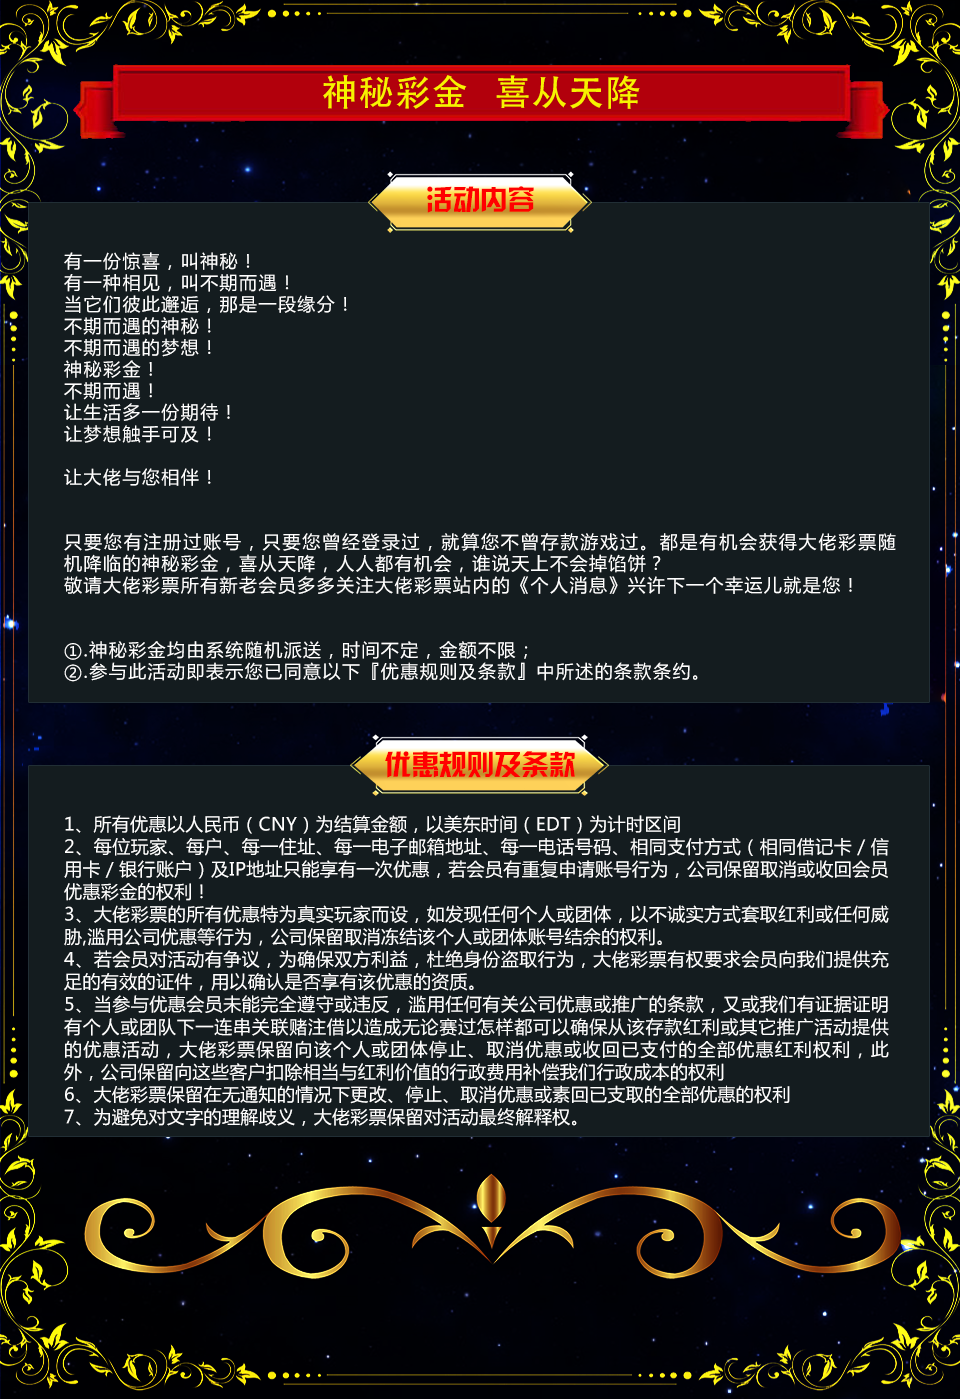 神秘彩金 喜从天降
活动内容
有一份惊喜，叫神秘！
有一种相见，叫不期而遇！
当它们彼此邂逅，那是一段缘分！
不期而遇的神秘！
不期而遇的梦想！
神秘彩金！
不期而遇！
让生活多一份期待！
让梦想触手可及！
让大佬与您相伴！
只要您有注册过账号，只要您曾经登录过，就算您不曾存款游戏过。都是有机会获得大佬彩票随
机降临的神秘彩金，喜从天降，人人都有机会，谁说天上不会掉馅饼？
敬请大佬彩票所有新老会员多多关注大佬彩票站内的《个人消息》兴许下一个幸运儿就是您！
①.神秘彩金均由系统随机派送，时间不定，金额不限；
②.参与此活动即表示您已同意以下『优惠规则及条款』中所述的条款条约。
优惠规则及条款
1、所有优惠以人民币（CNY）为结算金额，以美东时间（EDT）为计时区间
2、每位玩家、每户、每一住址、每一电子邮箱地址、每一电话号码、相同支付方式（相同借记卡／信
用卡／银行账户）及IP地址只能享有一次优惠，若会员有重复申请账号行为，公司保留取消或收回会员
优惠彩金的权利！
3、大佬彩票的所有优惠特为真实玩家而设，如发现任何个人或团体，以不诚实方式套取红利或任何威
胁,滥用公司优惠等行为，公司保留取消冻结该个人或团体账号结余的权利。
4、若会员对活动有争议，为确保双方利益，杜绝身份盗取行为，大佬彩票有权要求会员向我们提供充
足的有效的证件，用以确认是否享有该优惠的资质。
5、当参与优惠会员未能完全遵守或违反，滥用任何有关公司优惠或推广的条款，又或我们有证据证明
有个人或团队下一连串关联赌注借以造成无论赛过怎样都可以确保从该存款红利或其它推广活动提供
的优惠活动，大佬彩票保留向该个人或团体停止、取消优惠或收回已支付的全部优惠红利权利，此
外，公司保留向这些客户扣除相当与红利价值的行政费用补偿我们行政成本的权利
6、大佬彩票保留在无通知的情况下更改、停止、取消优惠或素回已支取的全部优惠的权利
7、为避免对文字的理解歧义，大佬彩票保留对活动最终解释权。